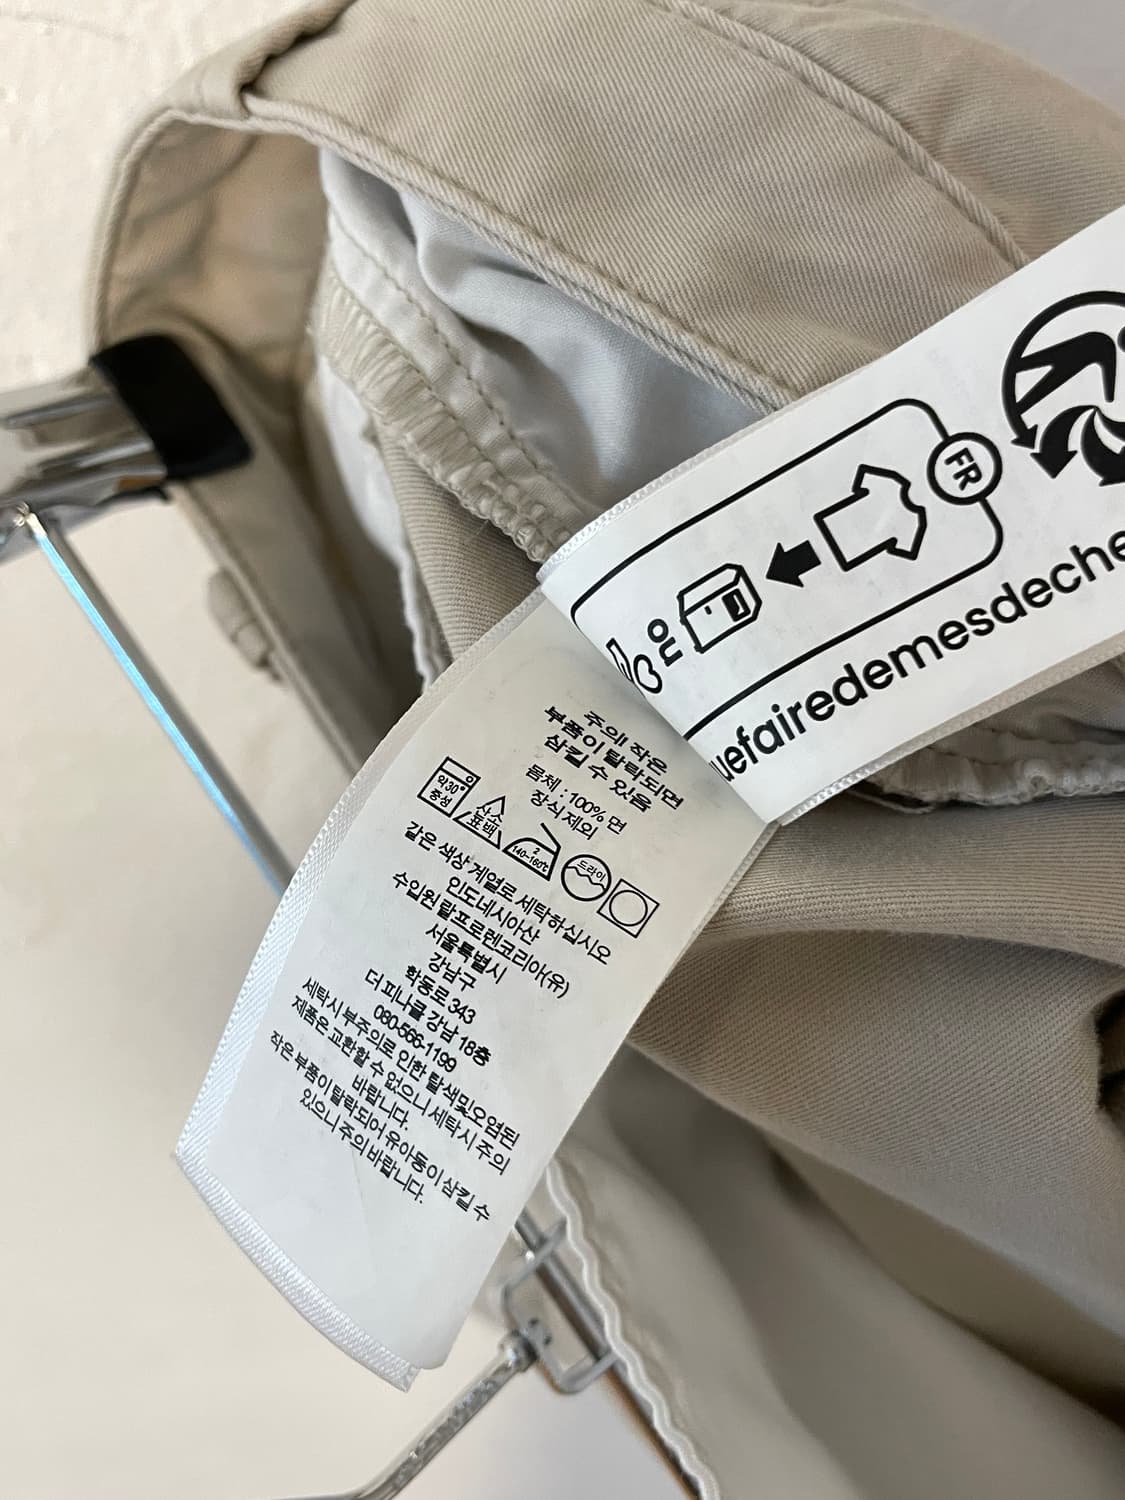 FR
OU
uefairedemesdeche
주의! 작은
부품이 탈락되면
삼킬 수 있음
몸체 : 100% 면
장식제외
약30°
중성
산소
표백
2
140-160℃
드라이
같은 색상 계열로 세탁하십시오
인도네시아산
수입원 랄프로렌코리아(유)
서울특별시
강남구
학동로 343
더 피나클 강남 18층
080-566-1199
세탁시 부주의로 인한 탈색및오염된
제품은 교환할 수 없으니 세탁시 주의
바랍니다.
작은 부품이 탈락되어 유아동이 삼킬 수
있으니 주의 바랍니다.